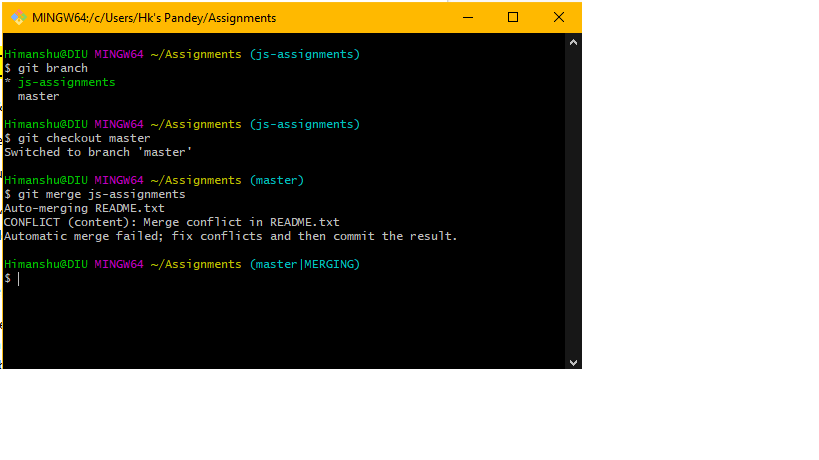 MINGW64:/c/Users/Hk's Pandey/Assignments
Himanshu@DIU MINGW64 ~/Assignments (js-assignments)
$ git branch
* js-assignments
  master
Himanshu@DIU MINGW64 ~/Assignments (js-assignments)
$ git checkout master
Switched to branch 'master'
Himanshu@DIU MINGW64 ~/Assignments (master)
$ git merge js-assignments
Auto-merging README.txt
CONFLICT (content): Merge conflict in README.txt
Automatic merge failed; fix conflicts and then commit the result.
Himanshu@DIU MINGW64 ~/Assignments (master|MERGING)
$